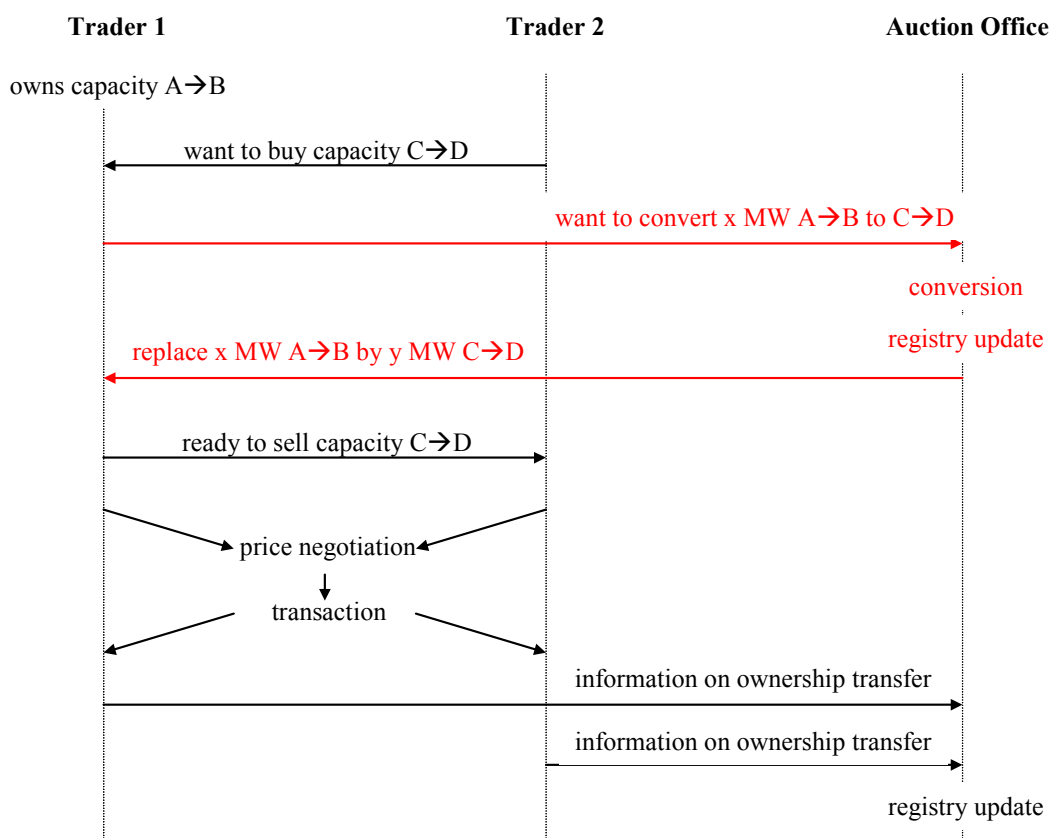 Trader 1
Trader 2
Auction Office
owns capacity A→B
want to buy capacity C→D
want to convert x MW A→B to C→D
conversion
registry update
replace x MW A→B by y MW C→D
ready to sell capacity C→D
price negotiation
transaction
information on ownership transfer
information on ownership transfer
registry update